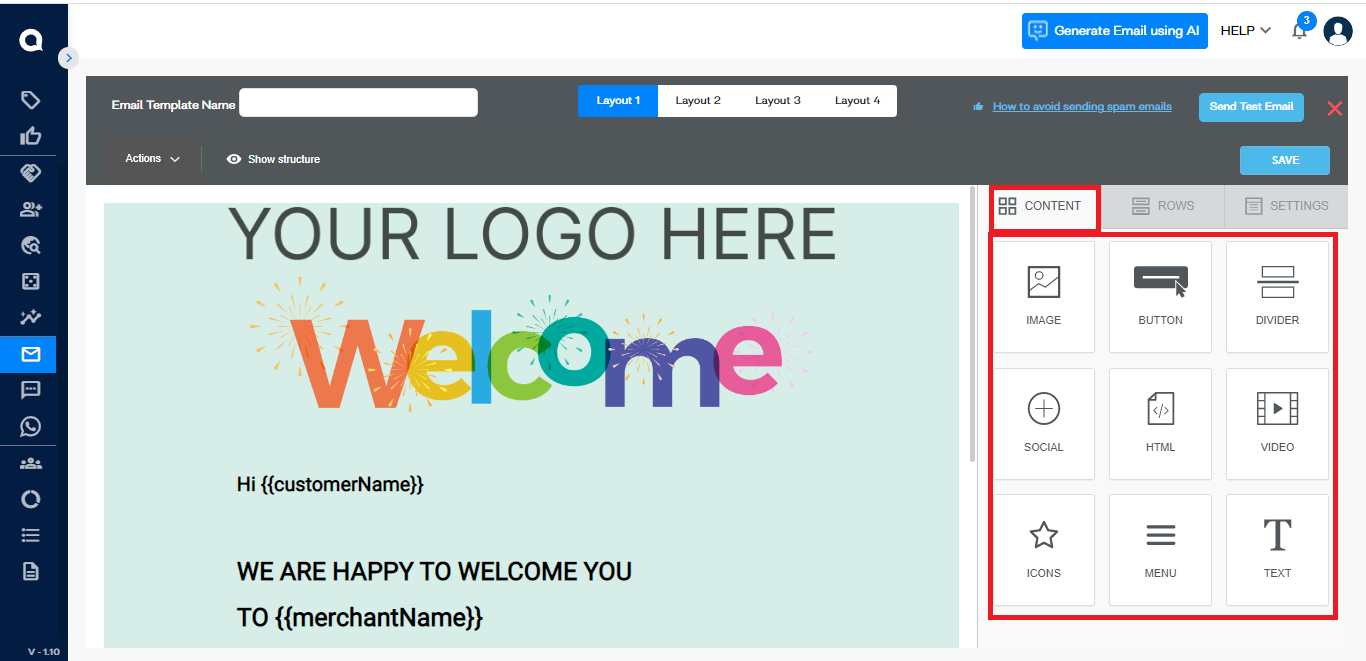 Generate Email using AI
HELP
3
Email Template Name
Layout 1
Layout 2
Layout 3
Layout 4
How to avoid sending spam emails
Send Test Email
Actions
Show structure
SAVE
CONTENT
ROWS
SETTINGS
YOUR LOGO HERE
Welcome
Hi {{customerName}}
WE ARE HAPPY TO WELCOME YOU
TO {{merchantName}}
IMAGE
BUTTON
DIVIDER
SOCIAL
HTML
VIDEO
ICONS
MENU
T
TEXT
V - 1.10